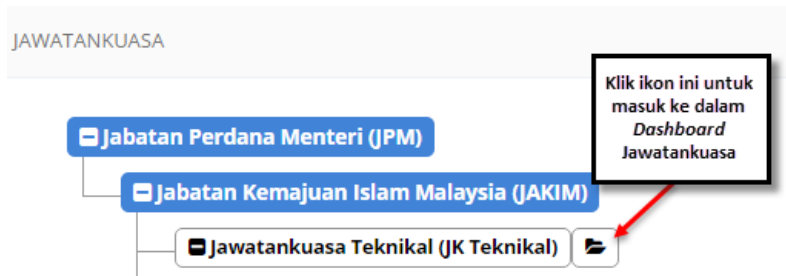 JAWATANKUASA
Klik ikon ini untuk
masuk ke dalam
Dashboard
Jawatankuasa
Jabatan Perdana Menteri (JPM)
Jabatan Kemajuan Islam Malaysia (JAKIM)
Jawatankuasa Teknikal (JK Teknikal)